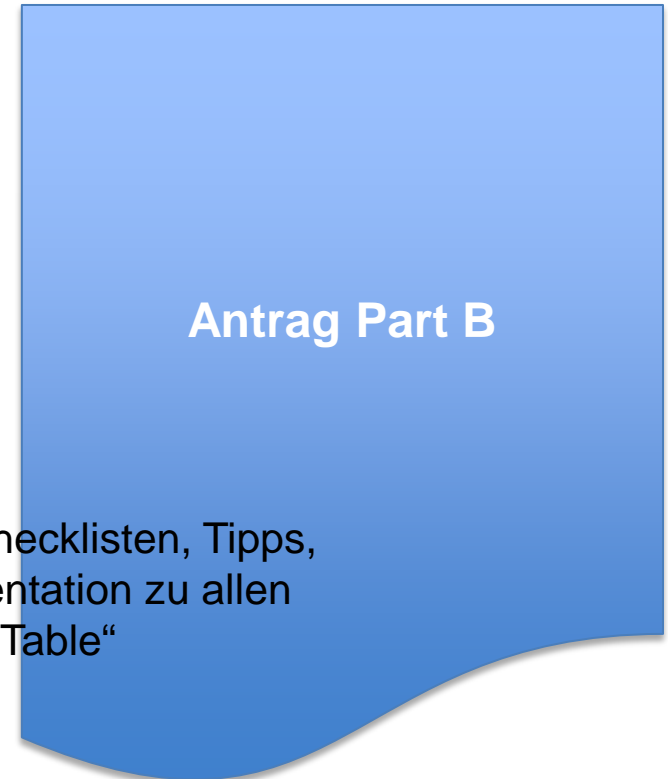 Antrag Part B
hecklisten, Tipps,
entation zu allen
Table“